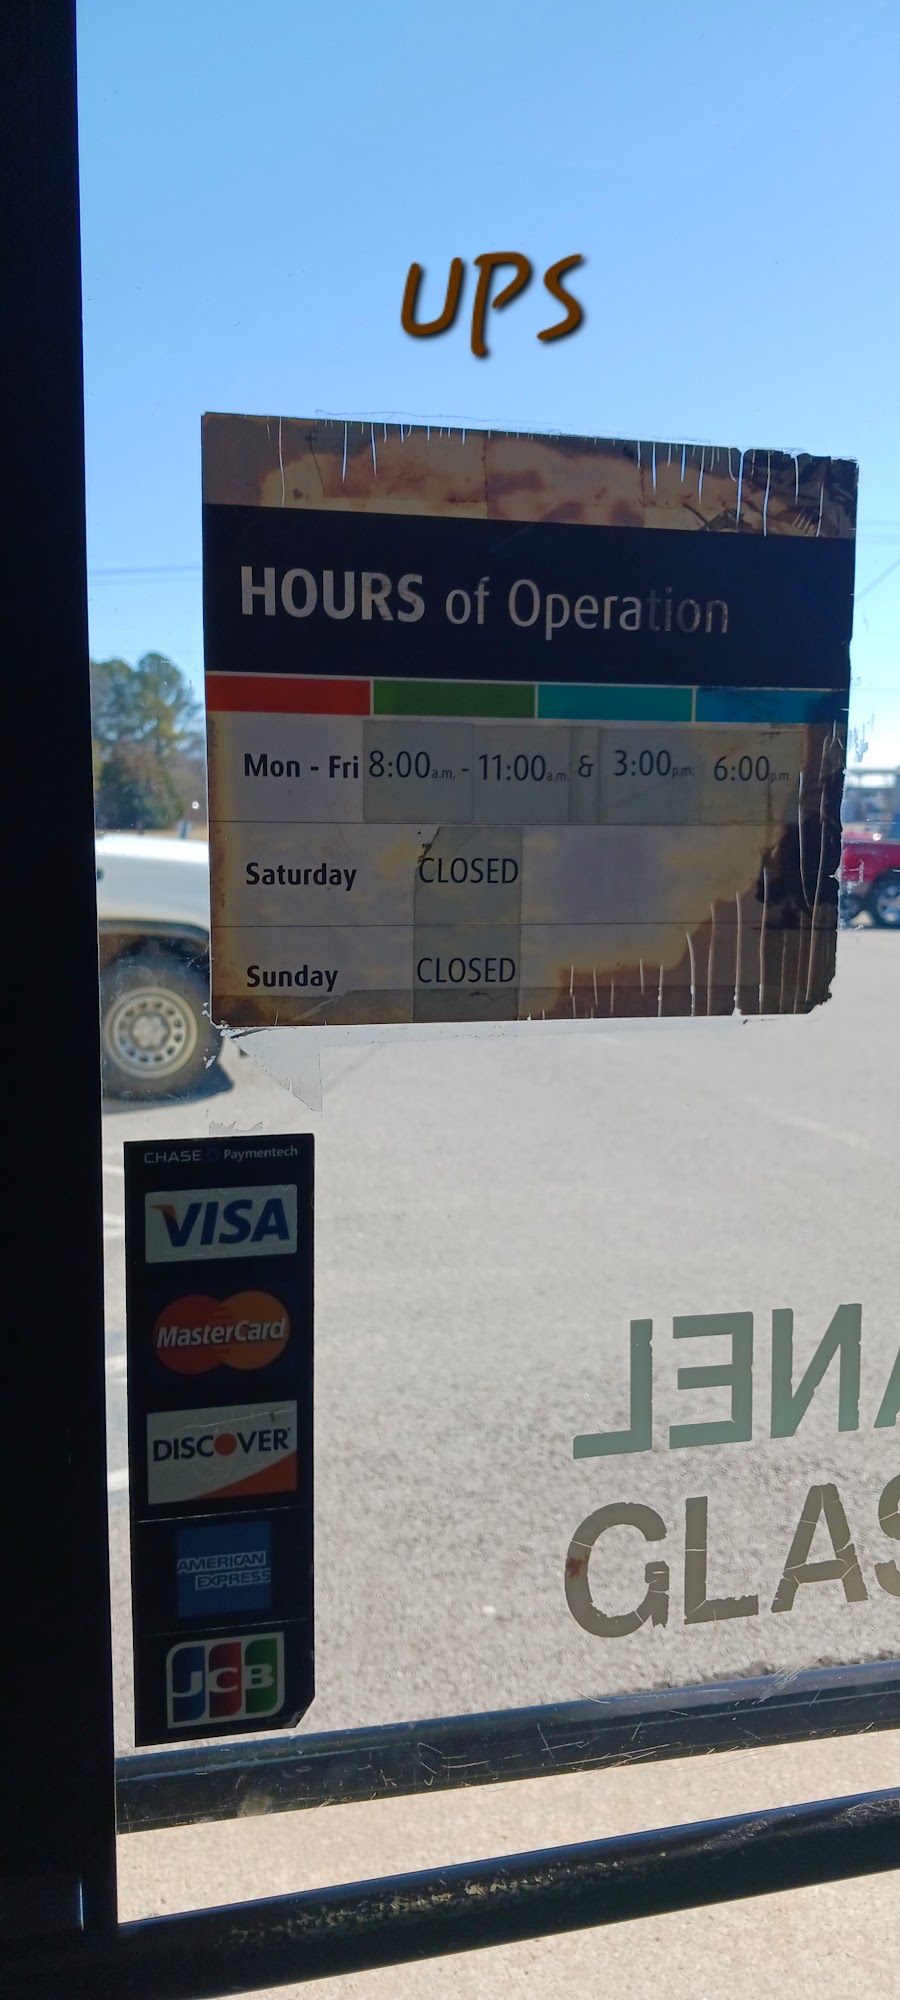 UPS
HOURS of Operation
Mon - Fri 8:00a.m. - 11:00a.m. & 3:00p.m. 6:00p.m.
Saturday CLOSED
Sunday CLOSED
CHASE Paymentech
VISA
MasterCard
DISCOVER
AMERICAN
EXPRESS
JCB
ANEL
GLAS